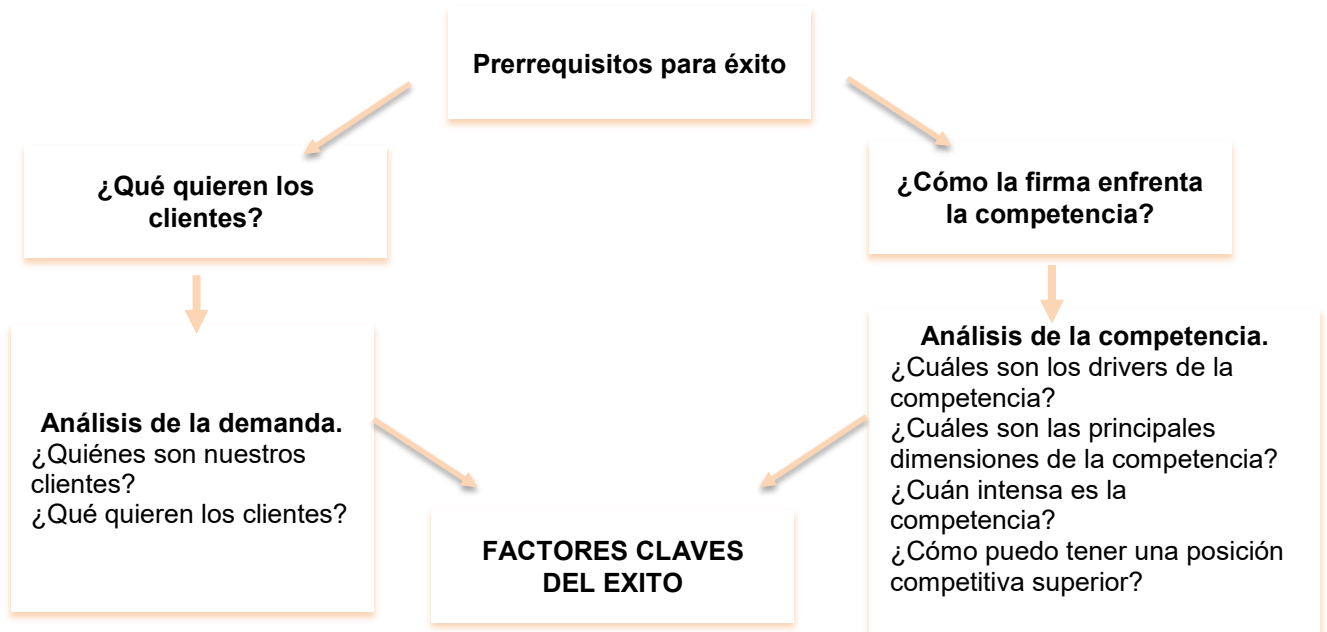 Prerrequisitos para éxito
¿Qué quieren los
clientes?
¿Cómo la firma enfrenta
la competencia?
Análisis de la demanda.
¿Quiénes son nuestros
clientes?
¿Qué quieren los clientes?
Análisis de la competencia.
¿Cuáles son los drivers de la
competencia?
¿Cuáles son las principales
dimensiones de la competencia?
¿Cuán intensa es la
competencia?
¿Cómo puedo tener una posición
competitiva superior?
FACTORES CLAVES
DEL EXITO